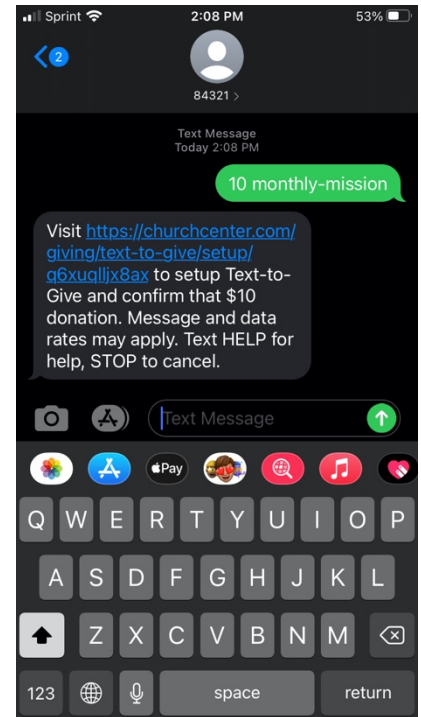 Sprint 2:08 PM 53%
2
84321 >
Text Message
Today 2:08 PM
10 monthly-mission
Visit https://churchcenter.com/
giving/text-to-give/setup/
q6xuqlljx8ax to setup Text-to-
Give and confirm that $10
donation. Message and data
rates may apply. Text HELP for
help, STOP to cancel.
Text Message
Pay
Q W E R T Y U I O P
A S D F G H J K L
Z X C V B N M
123 space return